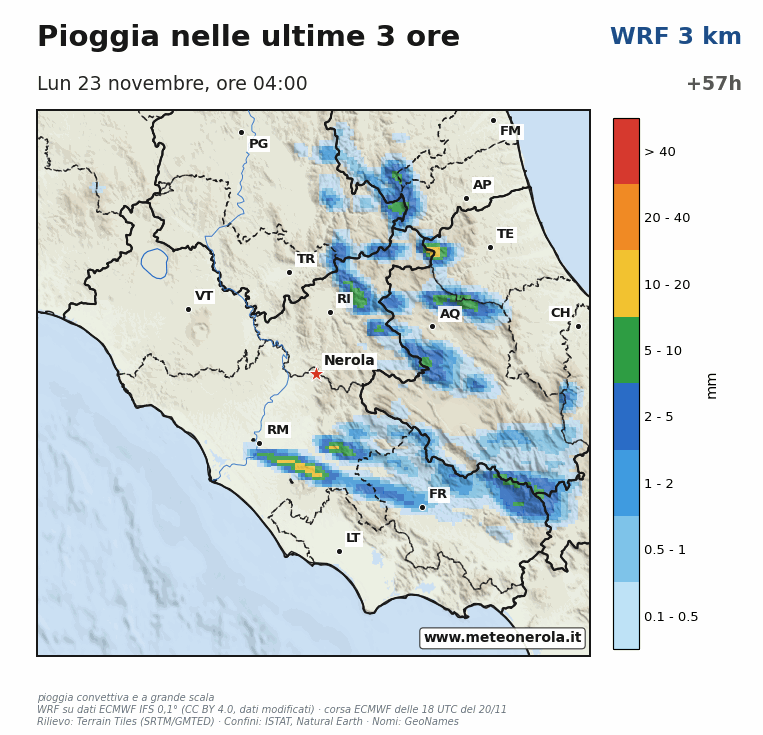 Pioggia nelle ultime 3 ore
WRF 3 km
Lun 23 novembre, ore 04:00
+57h
FM
PG
AP
TE
TR
VT
RI
AQ
CH
Nerola
RM
FR
LT
www.meteonerola.it
> 40
20 - 40
10 - 20
5 - 10
2 - 5
1 - 2
0.5 - 1
0.1 - 0.5
mm
pioggia convettiva e a grande scala
WRF su dati ECMWF IFS 0,1° (CC BY 4.0, dati modificati) · corsa ECMWF delle 18 UTC del 20/11
Rilievo: Terrain Tiles (SRTM/GMTED) · Confini: ISTAT, Natural Earth · Nomi: GeoNames